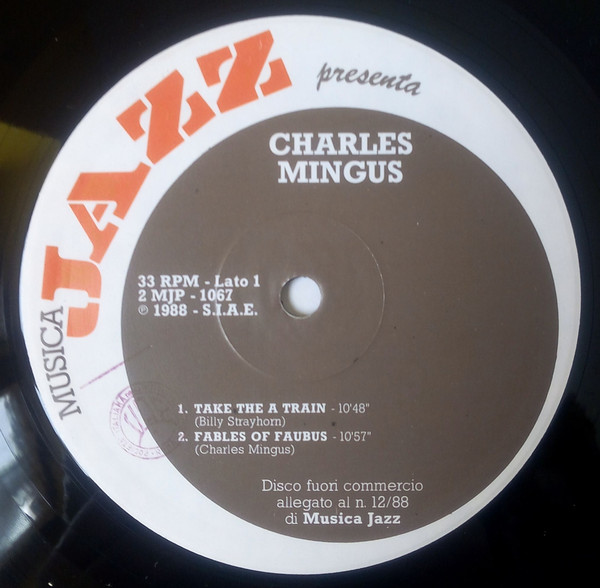 MUSICA JAZZ presenta
CHARLES
MINGUS
33 RPM - Lato 1
2 MJP - 1067
℗ 1988 - S.I.A.E.
1. TAKE THE A TRAIN - 10'48"
(Billy Strayhorn)
2. FABLES OF FAUBUS - 10'57"
(Charles Mingus)
Disco fuori commercio
allegato al n. 12/88
di Musica Jazz